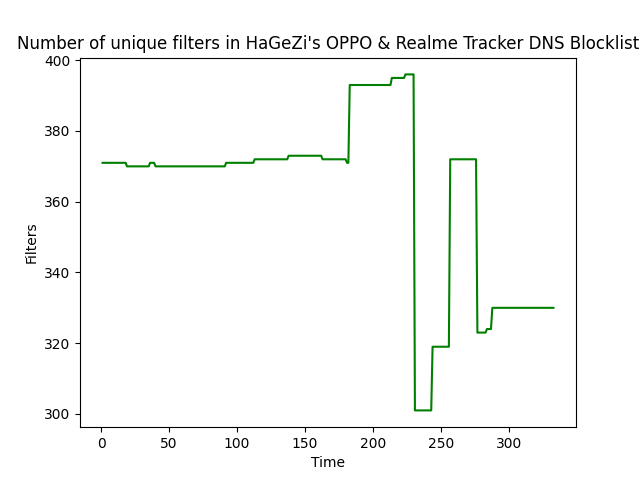 Number of unique filters in HaGeZi's OPPO & Realme Tracker DNS Blocklist
400
380
360
340
320
300
Filters
0 50 100 150 200 250 300
Time